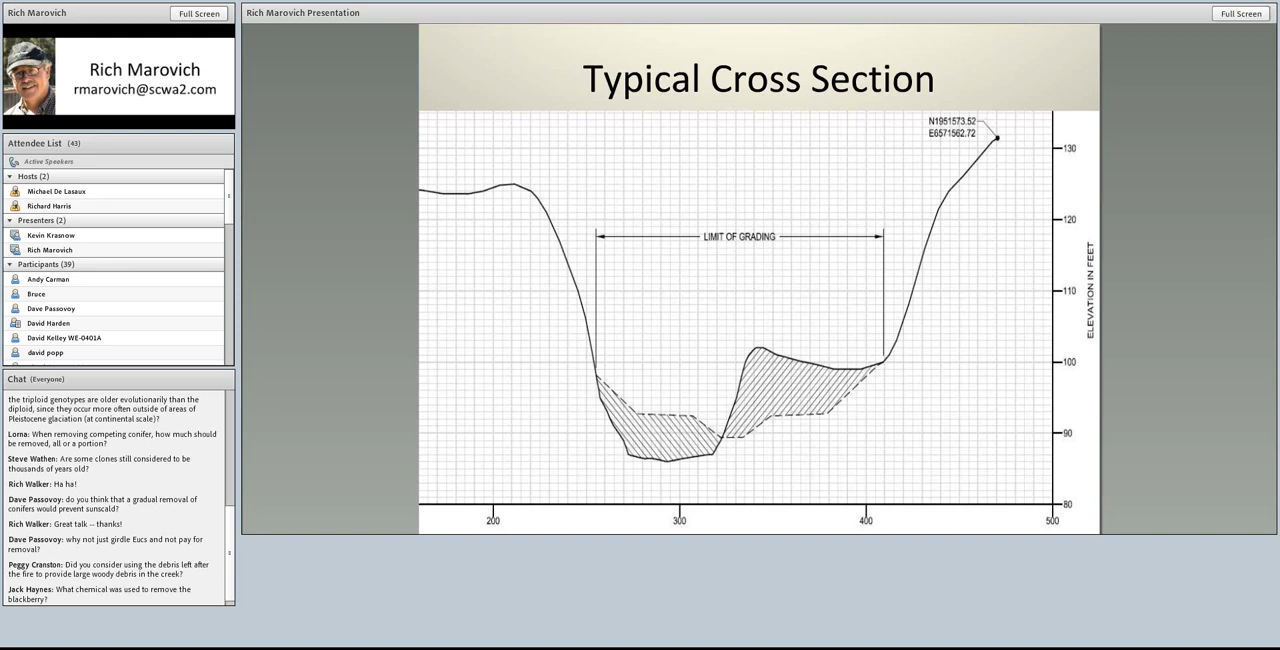 Rich Marovich
Full Screen
Rich Marovich
rmarovich@scwa2.com
Attendee List (43)
Active Speakers
Hosts (2)
Michael De Lasaux
Richard Harris
Presenters (2)
Kevin Krasnow
Rich Marovich
Participants (39)
Andy Carman
Bruce
Dave Passovoy
David Harden
David Kelley WE-0401A
david popp
Chat (Everyone)
the triploid genotypes are older evolutionarily than the
diploid, since they occur more often outside of areas of
Pleistocene glaciation (at continental scale)?
Lorna: When removing competing conifer, how much should
be removed, all or a portion?
Steve Wathen: Are some clones still considered to be
thousands of years old?
Rich Walker: Ha ha!
Dave Passovoy: do you think that a gradual removal of
conifers would prevent sunscald?
Rich Walker: Great talk -- thanks!
Dave Passovoy: why not just girdle Eucs and not pay for
removal?
Peggy Cranston: Did you consider using the debris left after
the fire to provide large woody debris in the creek?
Jack Haynes: What chemical was used to remove the
blackberry?
Rich Marovich Presentation
Full Screen
Typical Cross Section
N1951573.52
E6571562.72
LIMIT OF GRADING
130
120
110
100
90
80
ELEVATION IN FEET
200
300
400
500